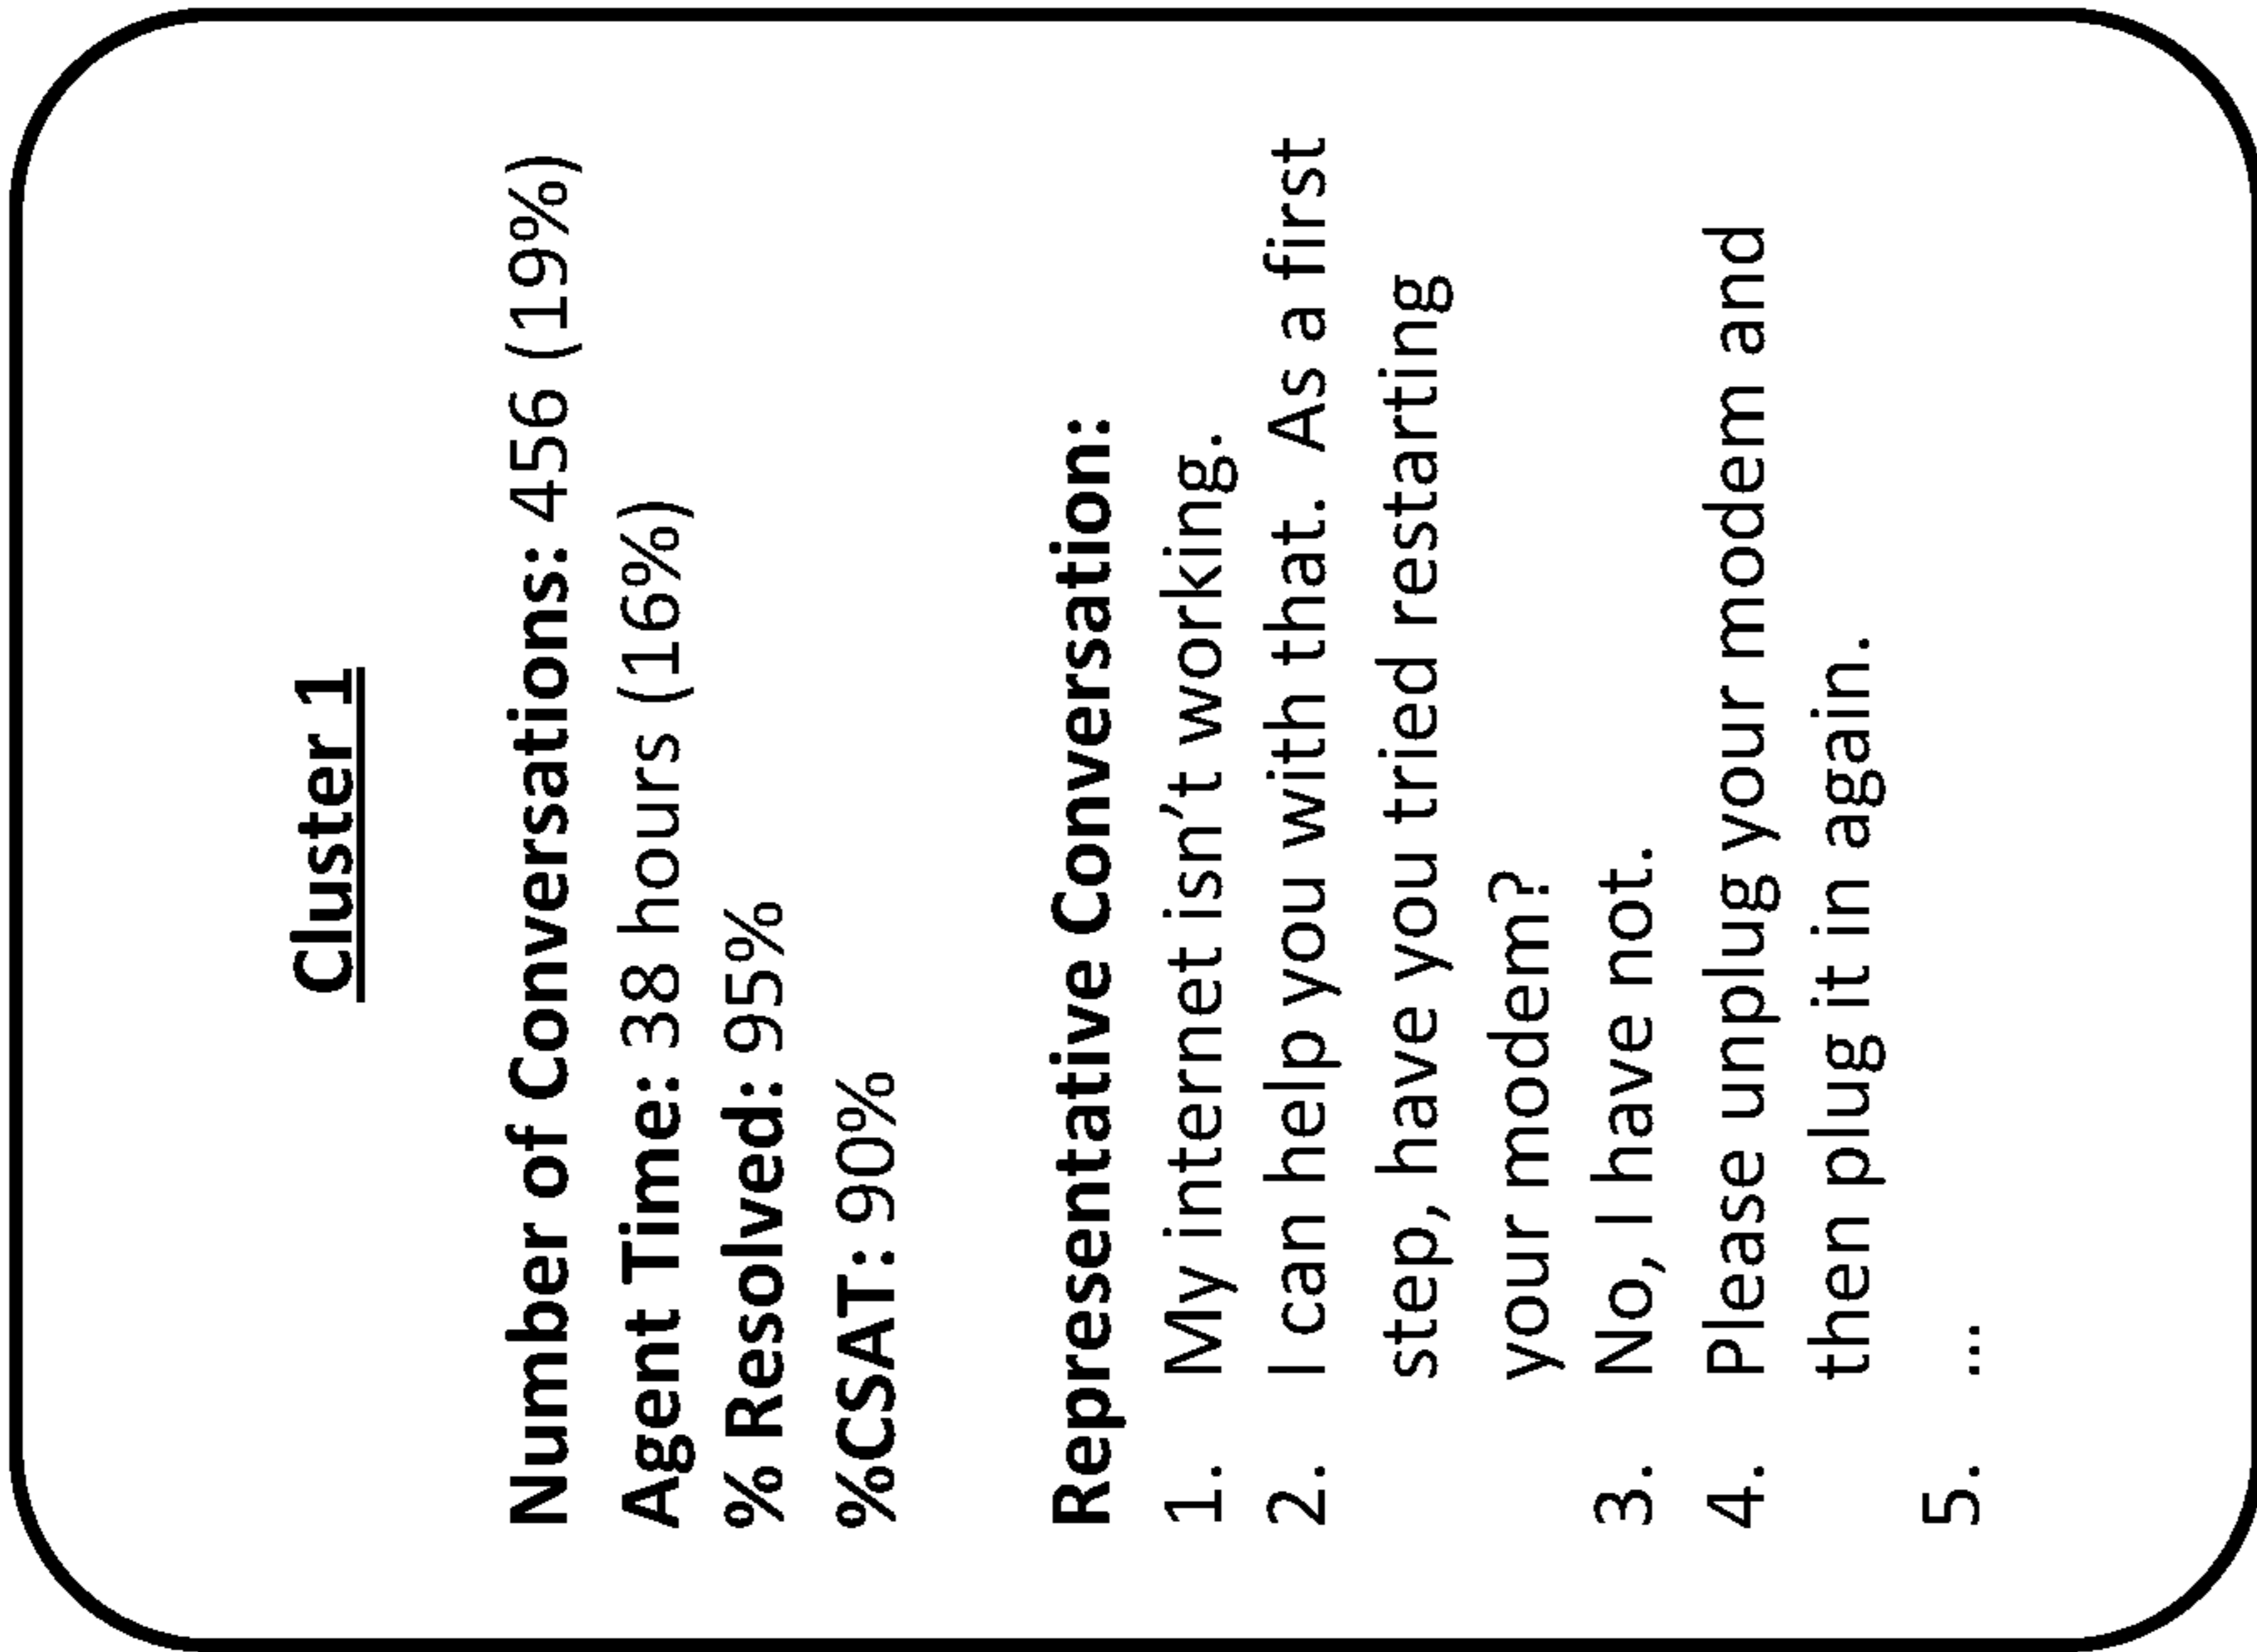 Cluster 1
Number of Conversations: 456 (19%)
Agent Time: 38 hours (16%)
% Resolved: 95%
%CSAT: 90%
Representative Conversation:
1. My internet isn’t working.
2. I can help you with that. As a first
step, have you tried restarting
your modem?
3. No, I have not.
4. Please unplug your modem and
then plug it in again.
5. ...